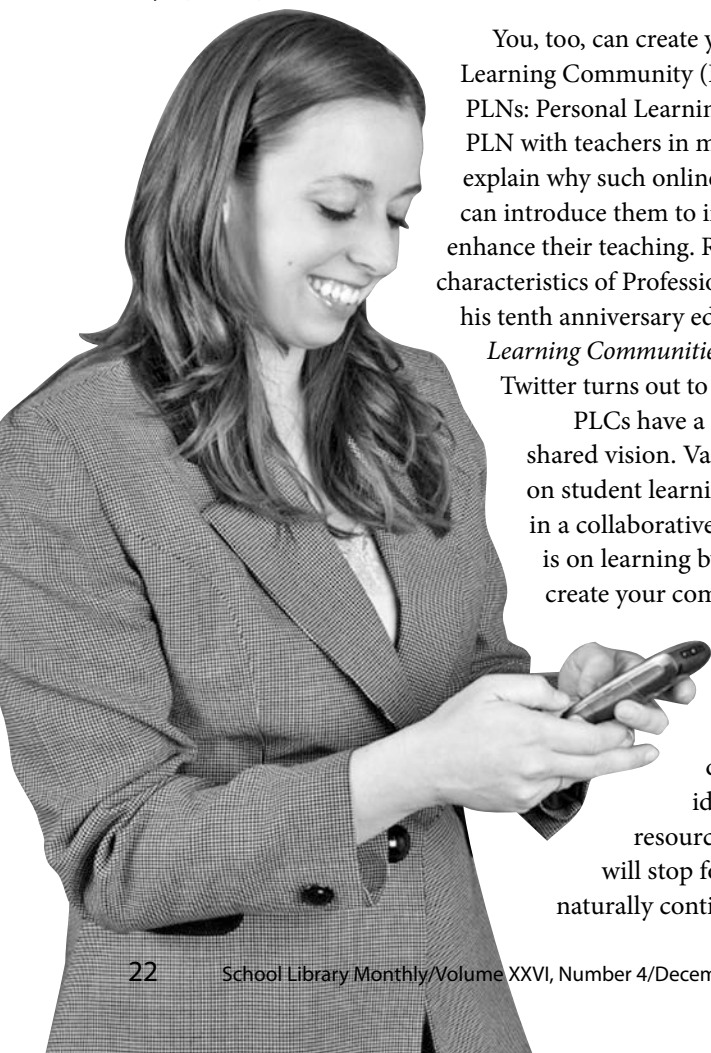 You, too, can create y
Learning Community (
PLNs: Personal Learnin
PLN with teachers in m
explain why such online
can introduce them to i
enhance their teaching. R
characteristics of Professio
his tenth anniversary ed
Learning Communitie
Twitter turns out to
PLCs have a
shared vision. Va
on student learni
in a collaborative
is on learning b
create your com
c
id
resourc
will stop f
naturally conti
22 School Library Monthly/Volume XXVI, Number 4/Decem